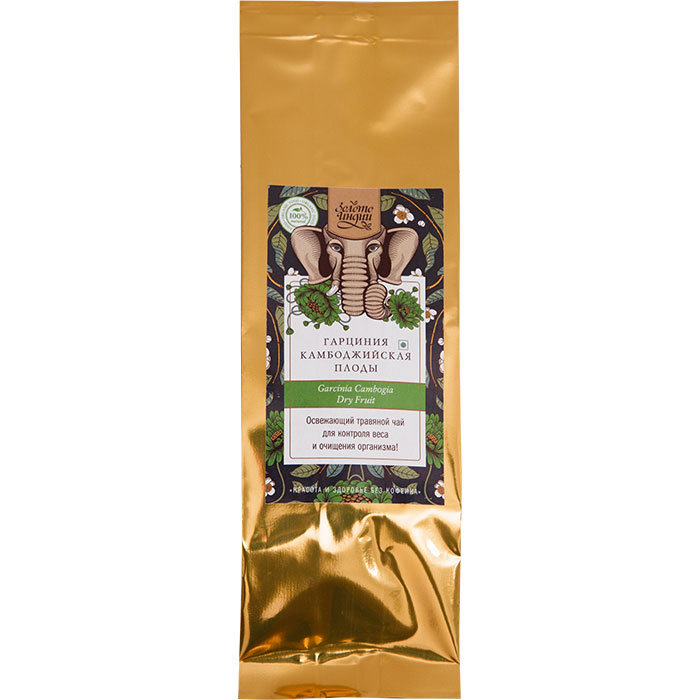 Золото
Индии
100%
ГАРЦИНИЯ
КАМБОДЖИЙСКАЯ
ПЛОДЫ
Garcinia Cambogia
Dry Fruit
Освежающий травяной чай
для контроля веса
и очищения организма!
«КРАСОТА И ЗДОРОВЬЕ БЕЗ КОФЕИНА»